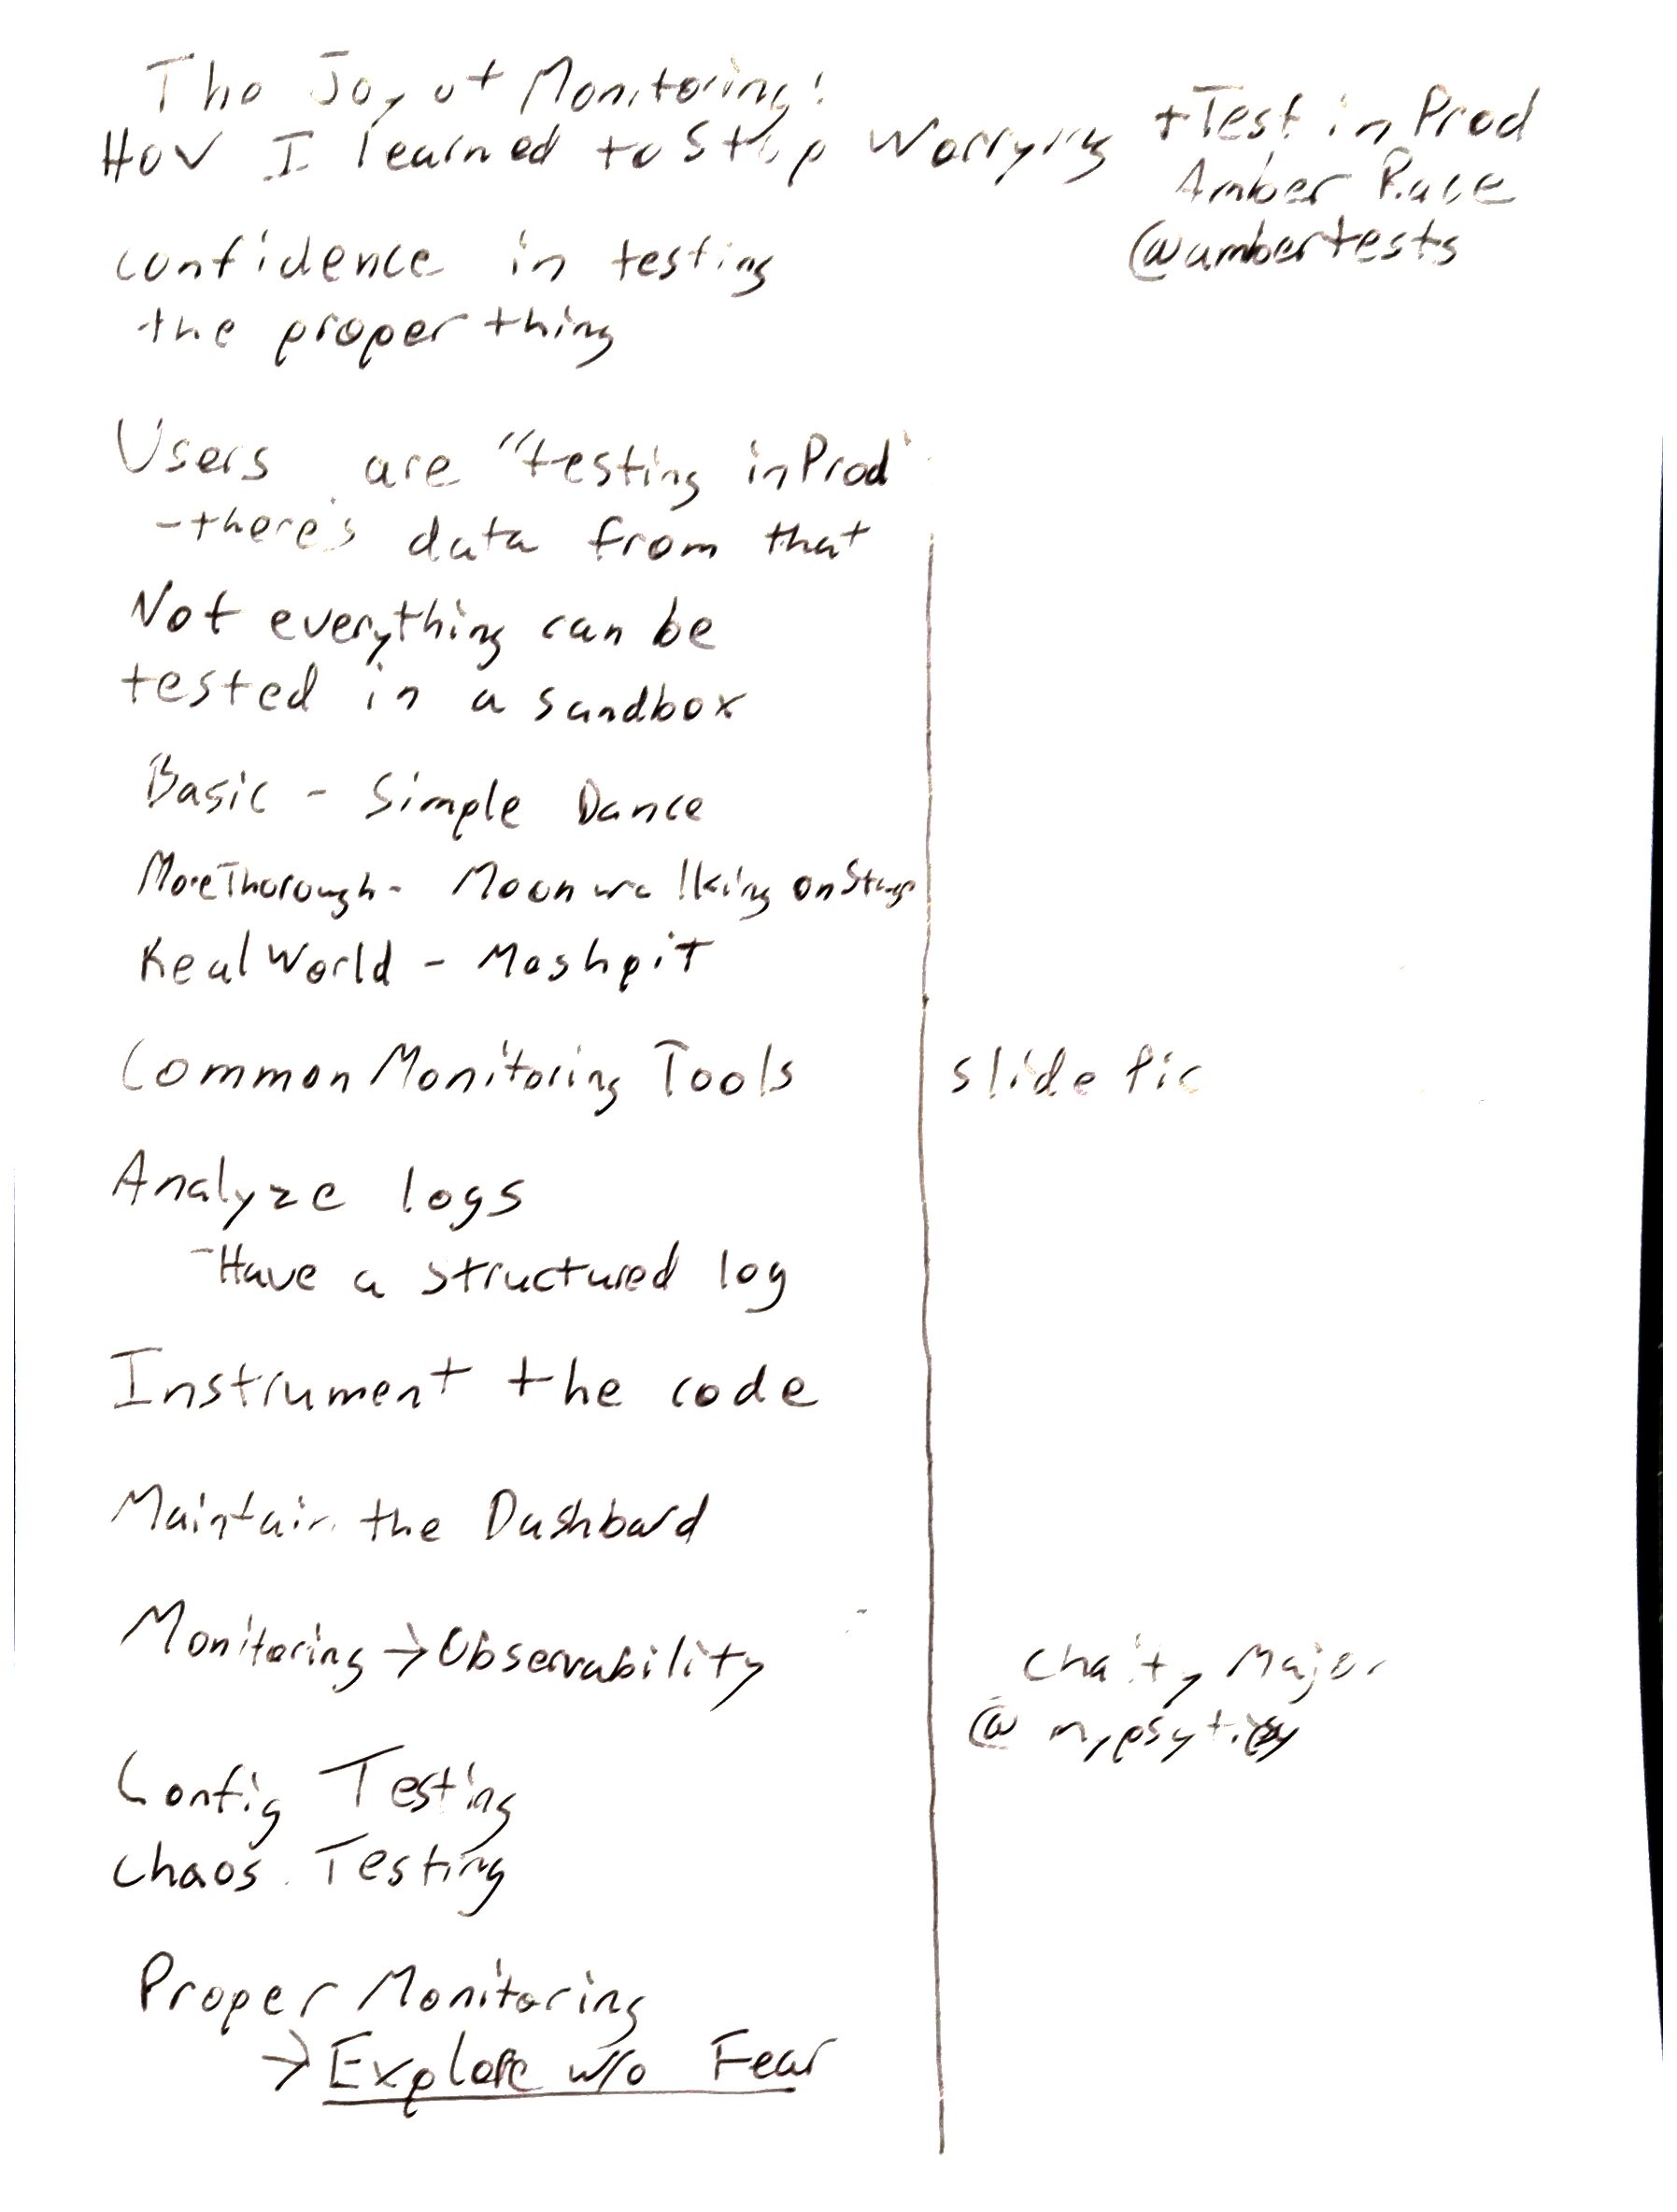 The Joy of Monitoring:
How I learned to Stop Worrying + Test in Prod
Amber Race
@ambertests
confidence in testing
the proper thing
Users are "testing in Prod"
- there's data from that
Not everything can be
tested in a sandbox
Basic - Simple Dance
More Thorough - Moonwalking on Stage
Real World - Moshpit
Common Monitoring Tools
slide pic
Analyze logs
- Have a structured log
Instrument the code
Maintain the Dashbard
Monitoring → Observability
Chaity Major
@
Config Testing
Chaos Testing
Proper Monitoring
→ Explore w/o Fear